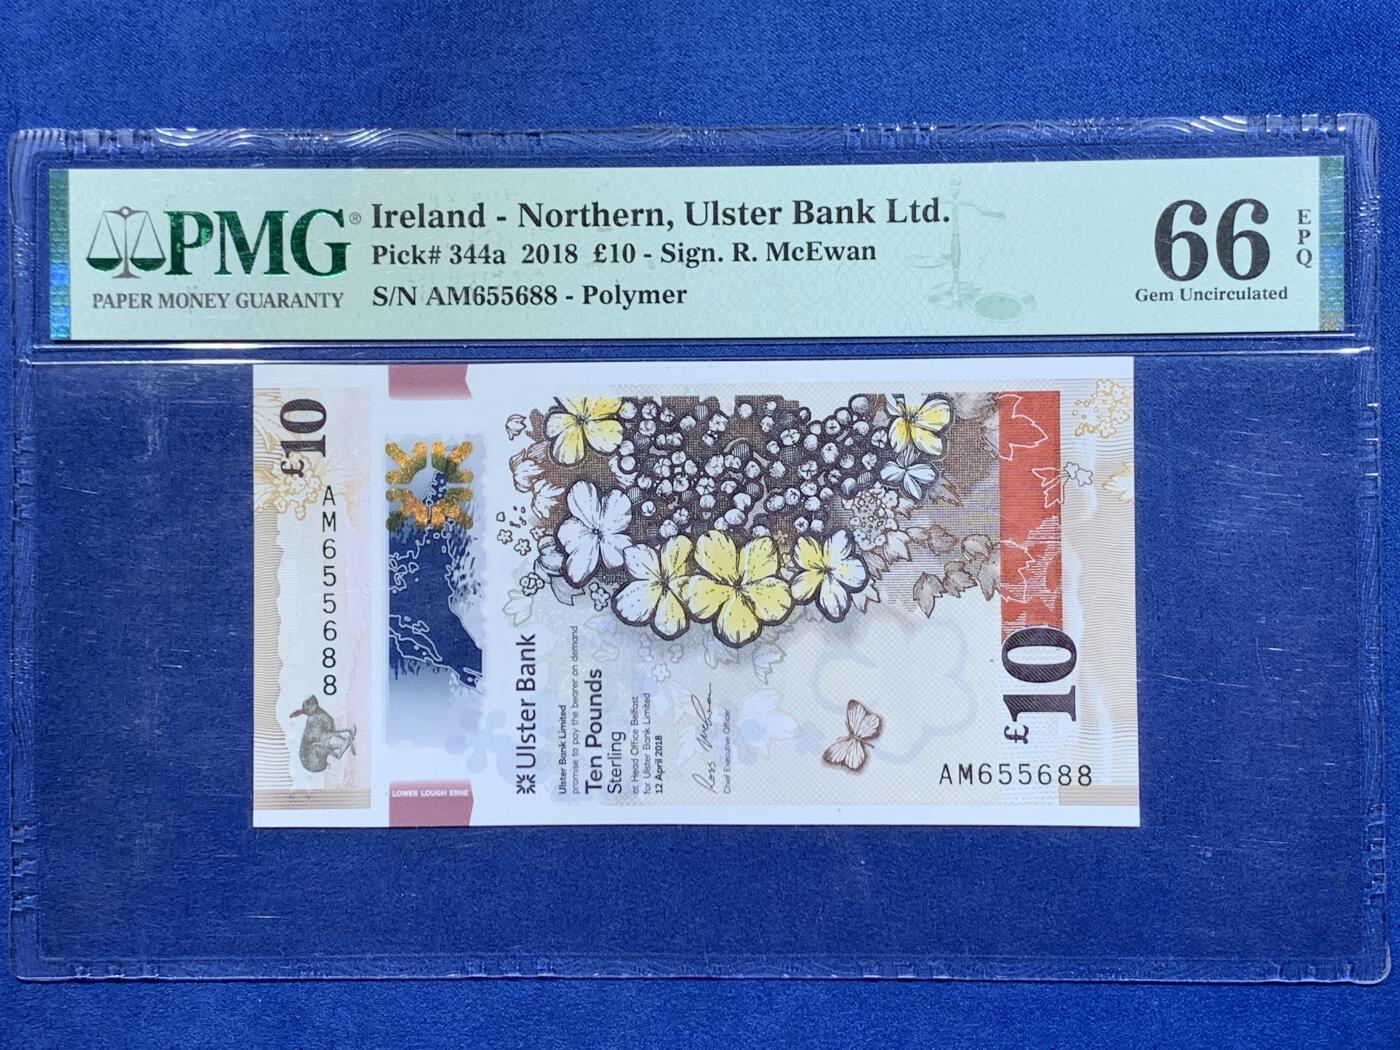 PMG®
PAPER MONEY GUARANTY
Ireland - Northern, Ulster Bank Ltd.
Pick# 344a 2018 £10 - Sign. R. McEwan
S/N AM655688 - Polymer
66
EPQ
Gem Uncirculated
£10
AM655688
LOWER LOUGH ERNE
Ulster Bank
Ulster Bank Limited
promise to pay the bearer on demand
Ten Pounds
Sterling
at Head Office Belfast
for Ulster Bank Limited
12 April 2018
Chief Executive Officer
£10
AM655688